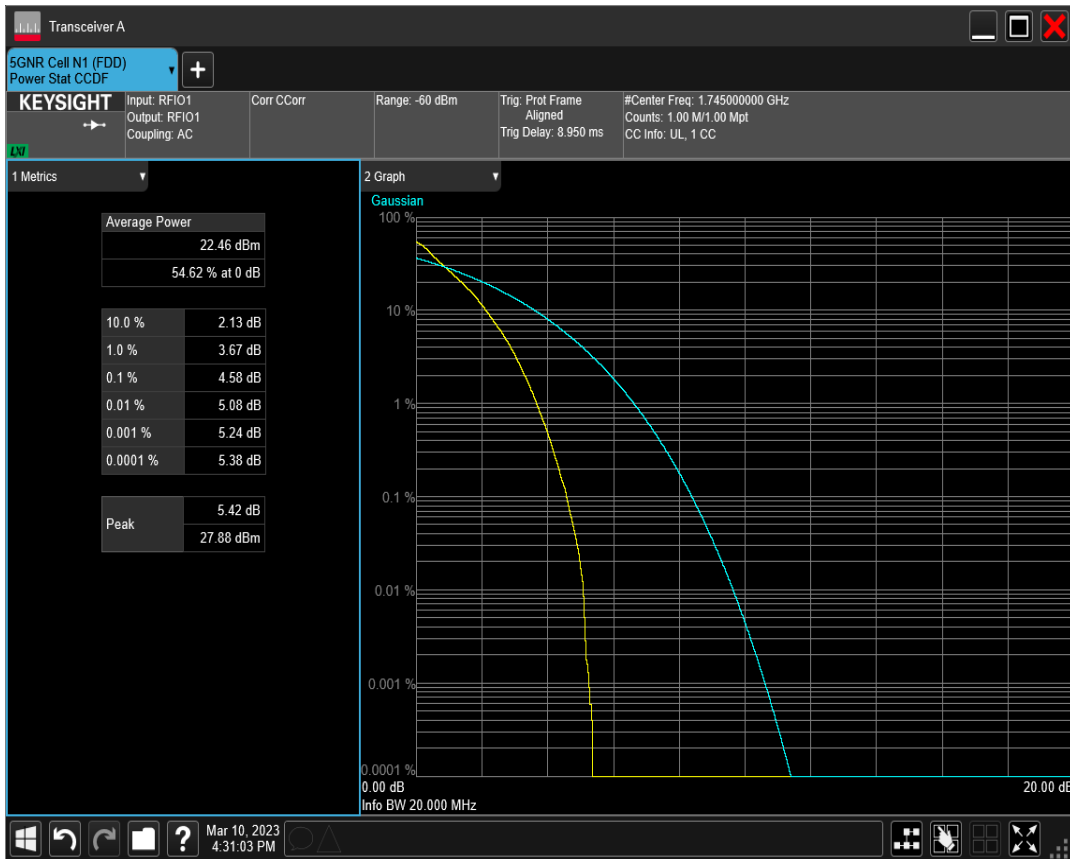 Transceiver A
5GNR Cell N1 (FDD)
Power Stat CCDF
KEYSIGHT
LXI
Input: RFIO1
Output: RFIO1
Coupling: AC
Corr CCorr
Range: -60 dBm
Trig: Prot Frame
Aligned
Trig Delay: 8.950 ms
#Center Freq: 1.745000000 GHz
Counts: 1.00 M/1.00 Mpt
CC Info: UL, 1 CC
1 Metrics
Average Power
22.46 dBm
54.62 % at 0 dB
10.0 % 2.13 dB
1.0 % 3.67 dB
0.1 % 4.58 dB
0.01 % 5.08 dB
0.001 % 5.24 dB
0.0001 % 5.38 dB
Peak 5.42 dB
27.88 dBm
2 Graph
Gaussian
100 %
10 %
1 %
0.1 %
0.01 %
0.001 %
0.0001 %
0.00 dB 20.00 dB
Info BW 20.000 MHz
? Mar 10, 2023
4:31:03 PM